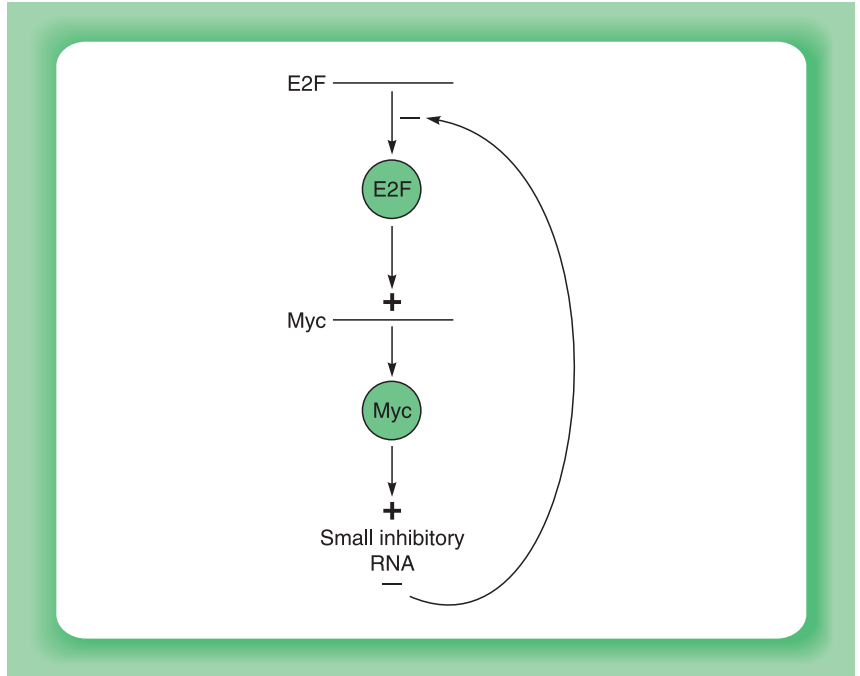 E2F
–
E2F
+
Myc
Myc
+
Small inhibitory
RNA
–